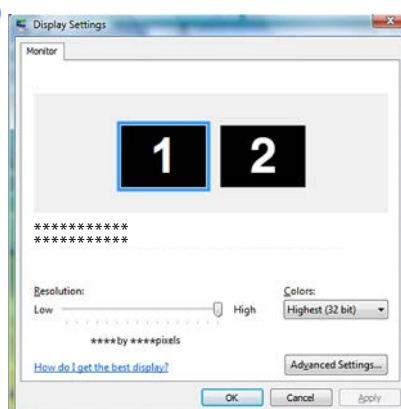 Display Settings
Monitor
1 2
***********
***********
Resolution: Colors:
Low High Highest (32 bit)
**** by ****pixels
How do I get the best display? Advanced Settings...
OK Cancel Apply